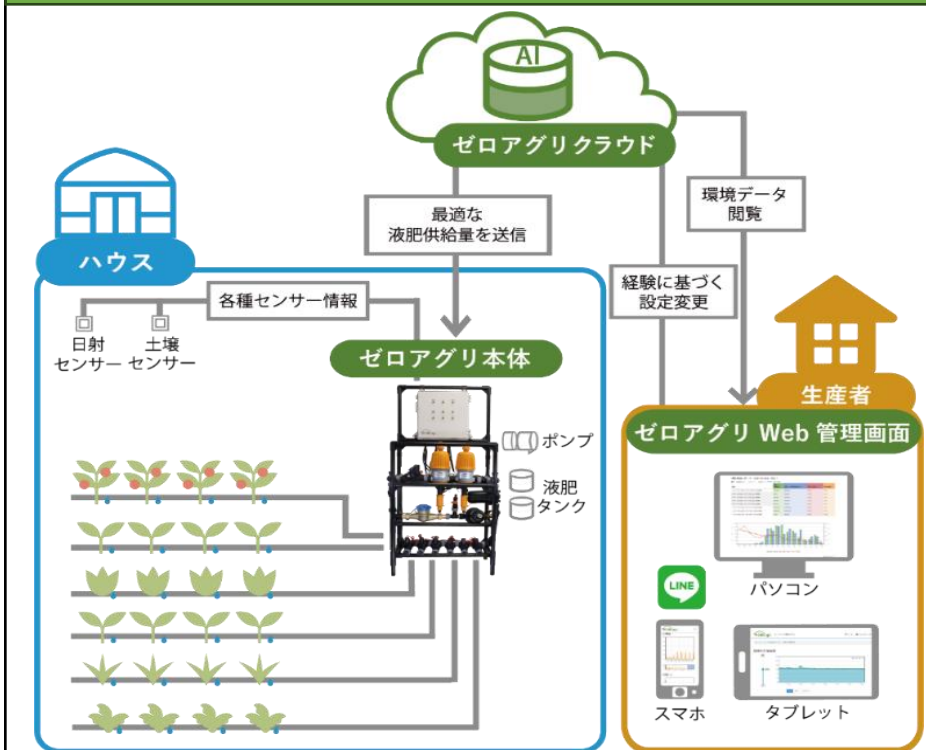 AI
ゼロアグリクラウド
最適な
液肥供給量を送信
環境データ
閲覧
経験に基づく
設定変更
ハウス
各種センサー情報
日射
センサー
土壌
センサー
ゼロアグリ本体
ポンプ
液肥
タンク
生産者
ゼロアグリ Web 管理画面
パソコン
LINE
スマホ
タブレット